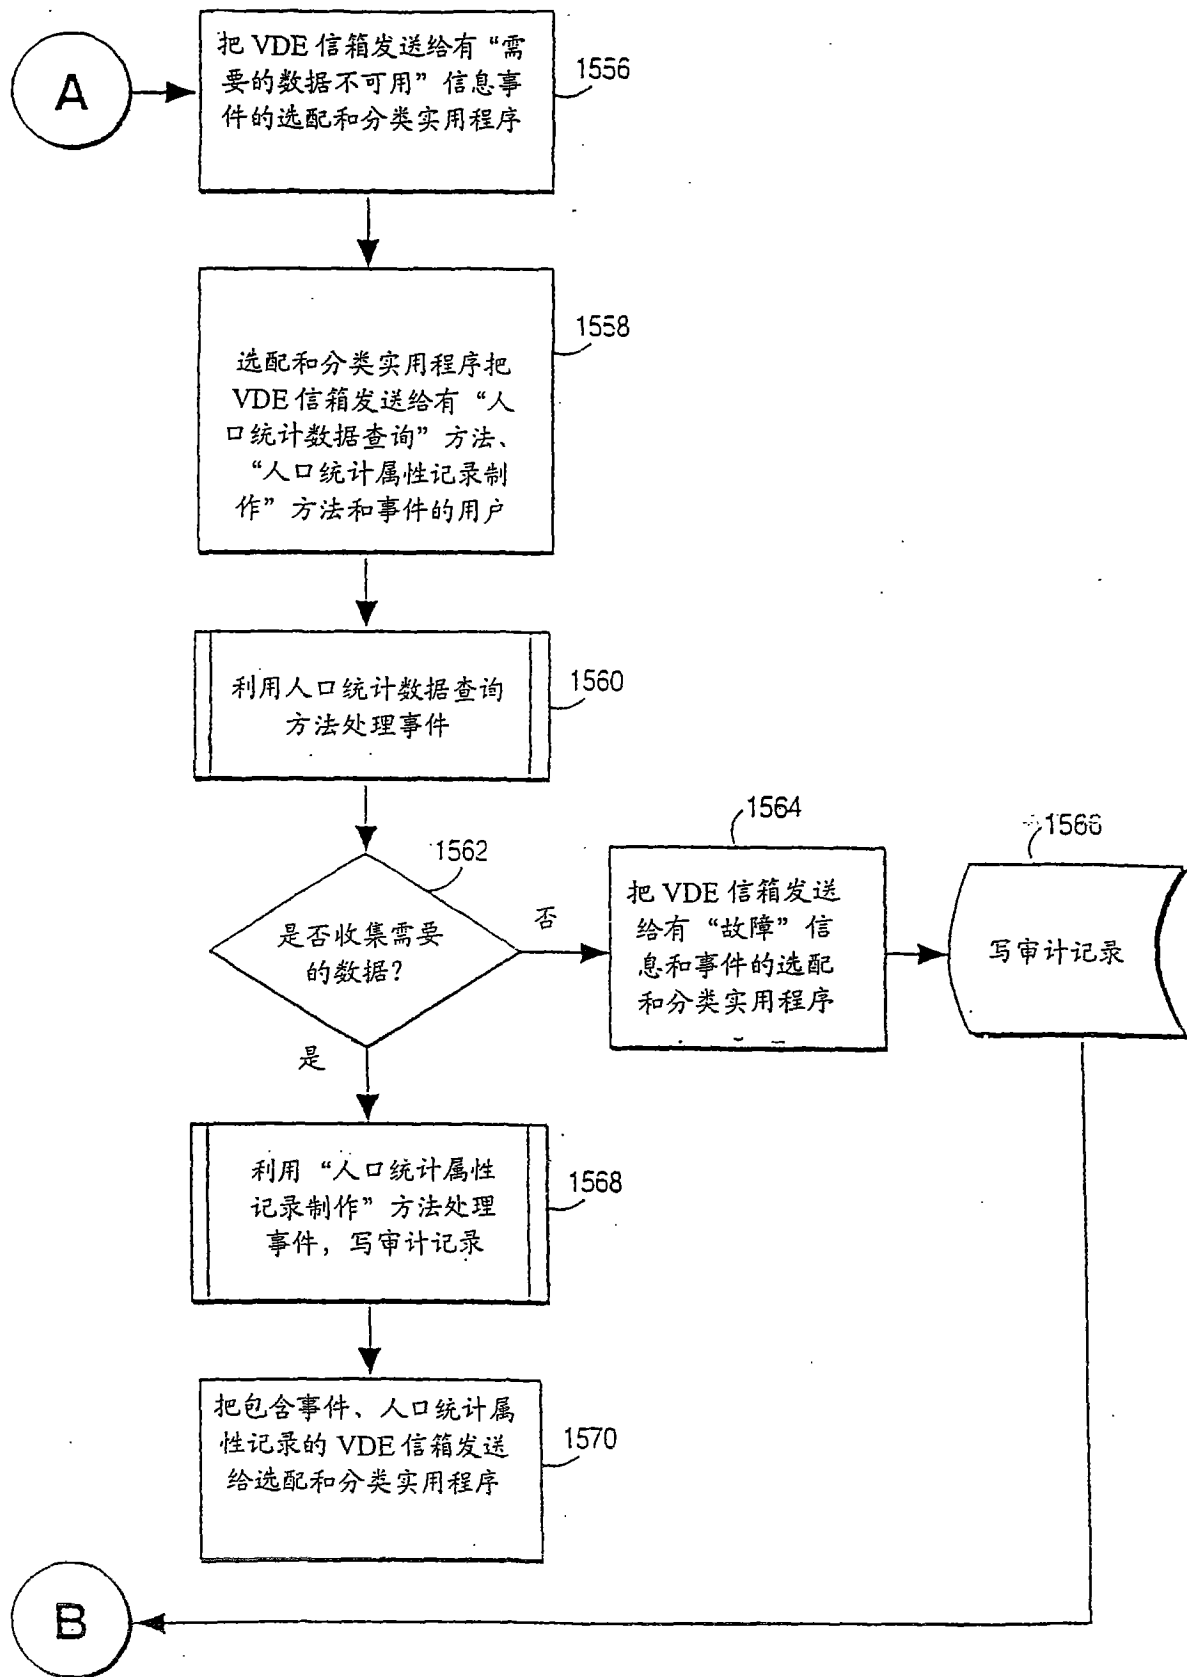 A
把 VDE 信箱发送给有“需
要的数据不可用”信息事
件的选配和分类实用程序
1556
选配和分类实用程序把
VDE 信箱发送给有“人
口统计数据查询”方法、
“人口统计属性记录制
作”方法和事件的用户
1558
利用人口统计数据查询
方法处理事件
1560
是否收集需要
的数据?
1562
否
是
把 VDE 信箱发送
给有“故障”信
息和事件的选配
和分类实用程序
1564
写审计记录
1566
利用“人口统计属性
记录制作”方法处理
事件，写审计记录
1568
把包含事件、人口统计属
性记录的 VDE 信箱发送
给选配和分类实用程序
1570
B